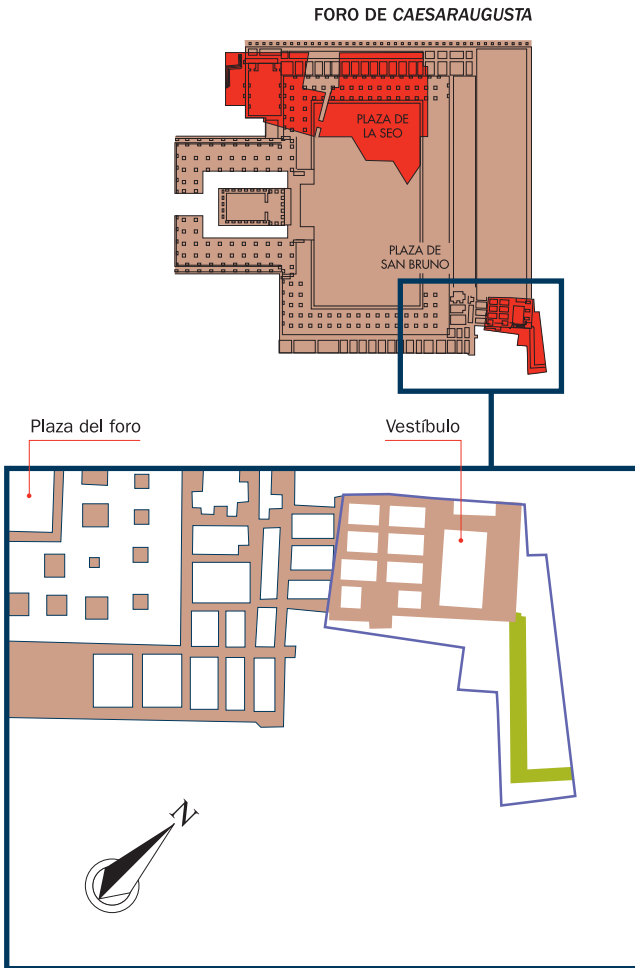 FORO DE CAESARAUGUSTA
PLAZA DE
LA SEO
PLAZA DE
SAN BRUNO
Plaza del foro
Vestíbulo
N